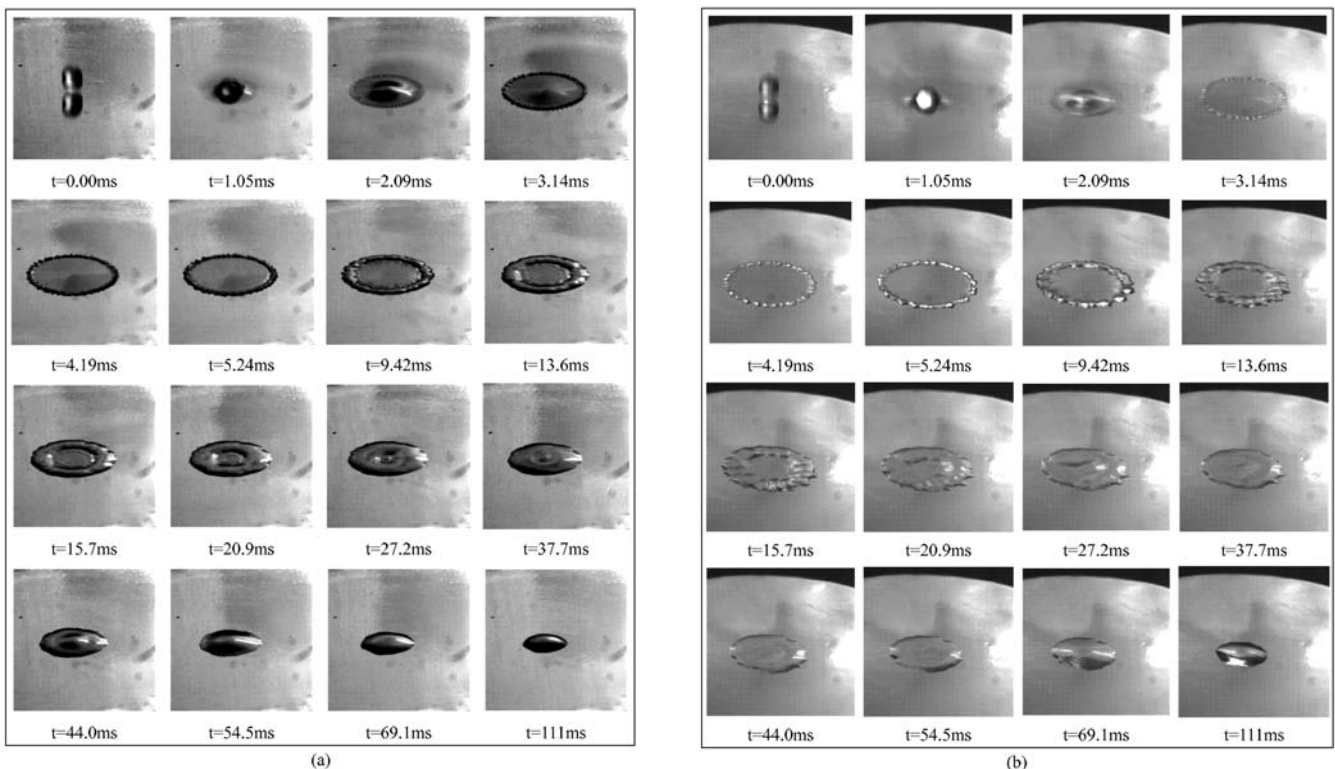 t=0.00ms t=1.05ms t=2.09ms t=3.14ms
t=4.19ms t=5.24ms t=9.42ms t=13.6ms
t=15.7ms t=20.9ms t=27.2ms t=37.7ms
t=44.0ms t=54.5ms t=69.1ms t=111ms
(a)
t=0.00ms t=1.05ms t=2.09ms t=3.14ms
t=4.19ms t=5.24ms t=9.42ms t=13.6ms
t=15.7ms t=20.9ms t=27.2ms t=37.7ms
t=44.0ms t=54.5ms t=69.1ms t=111ms
(b)